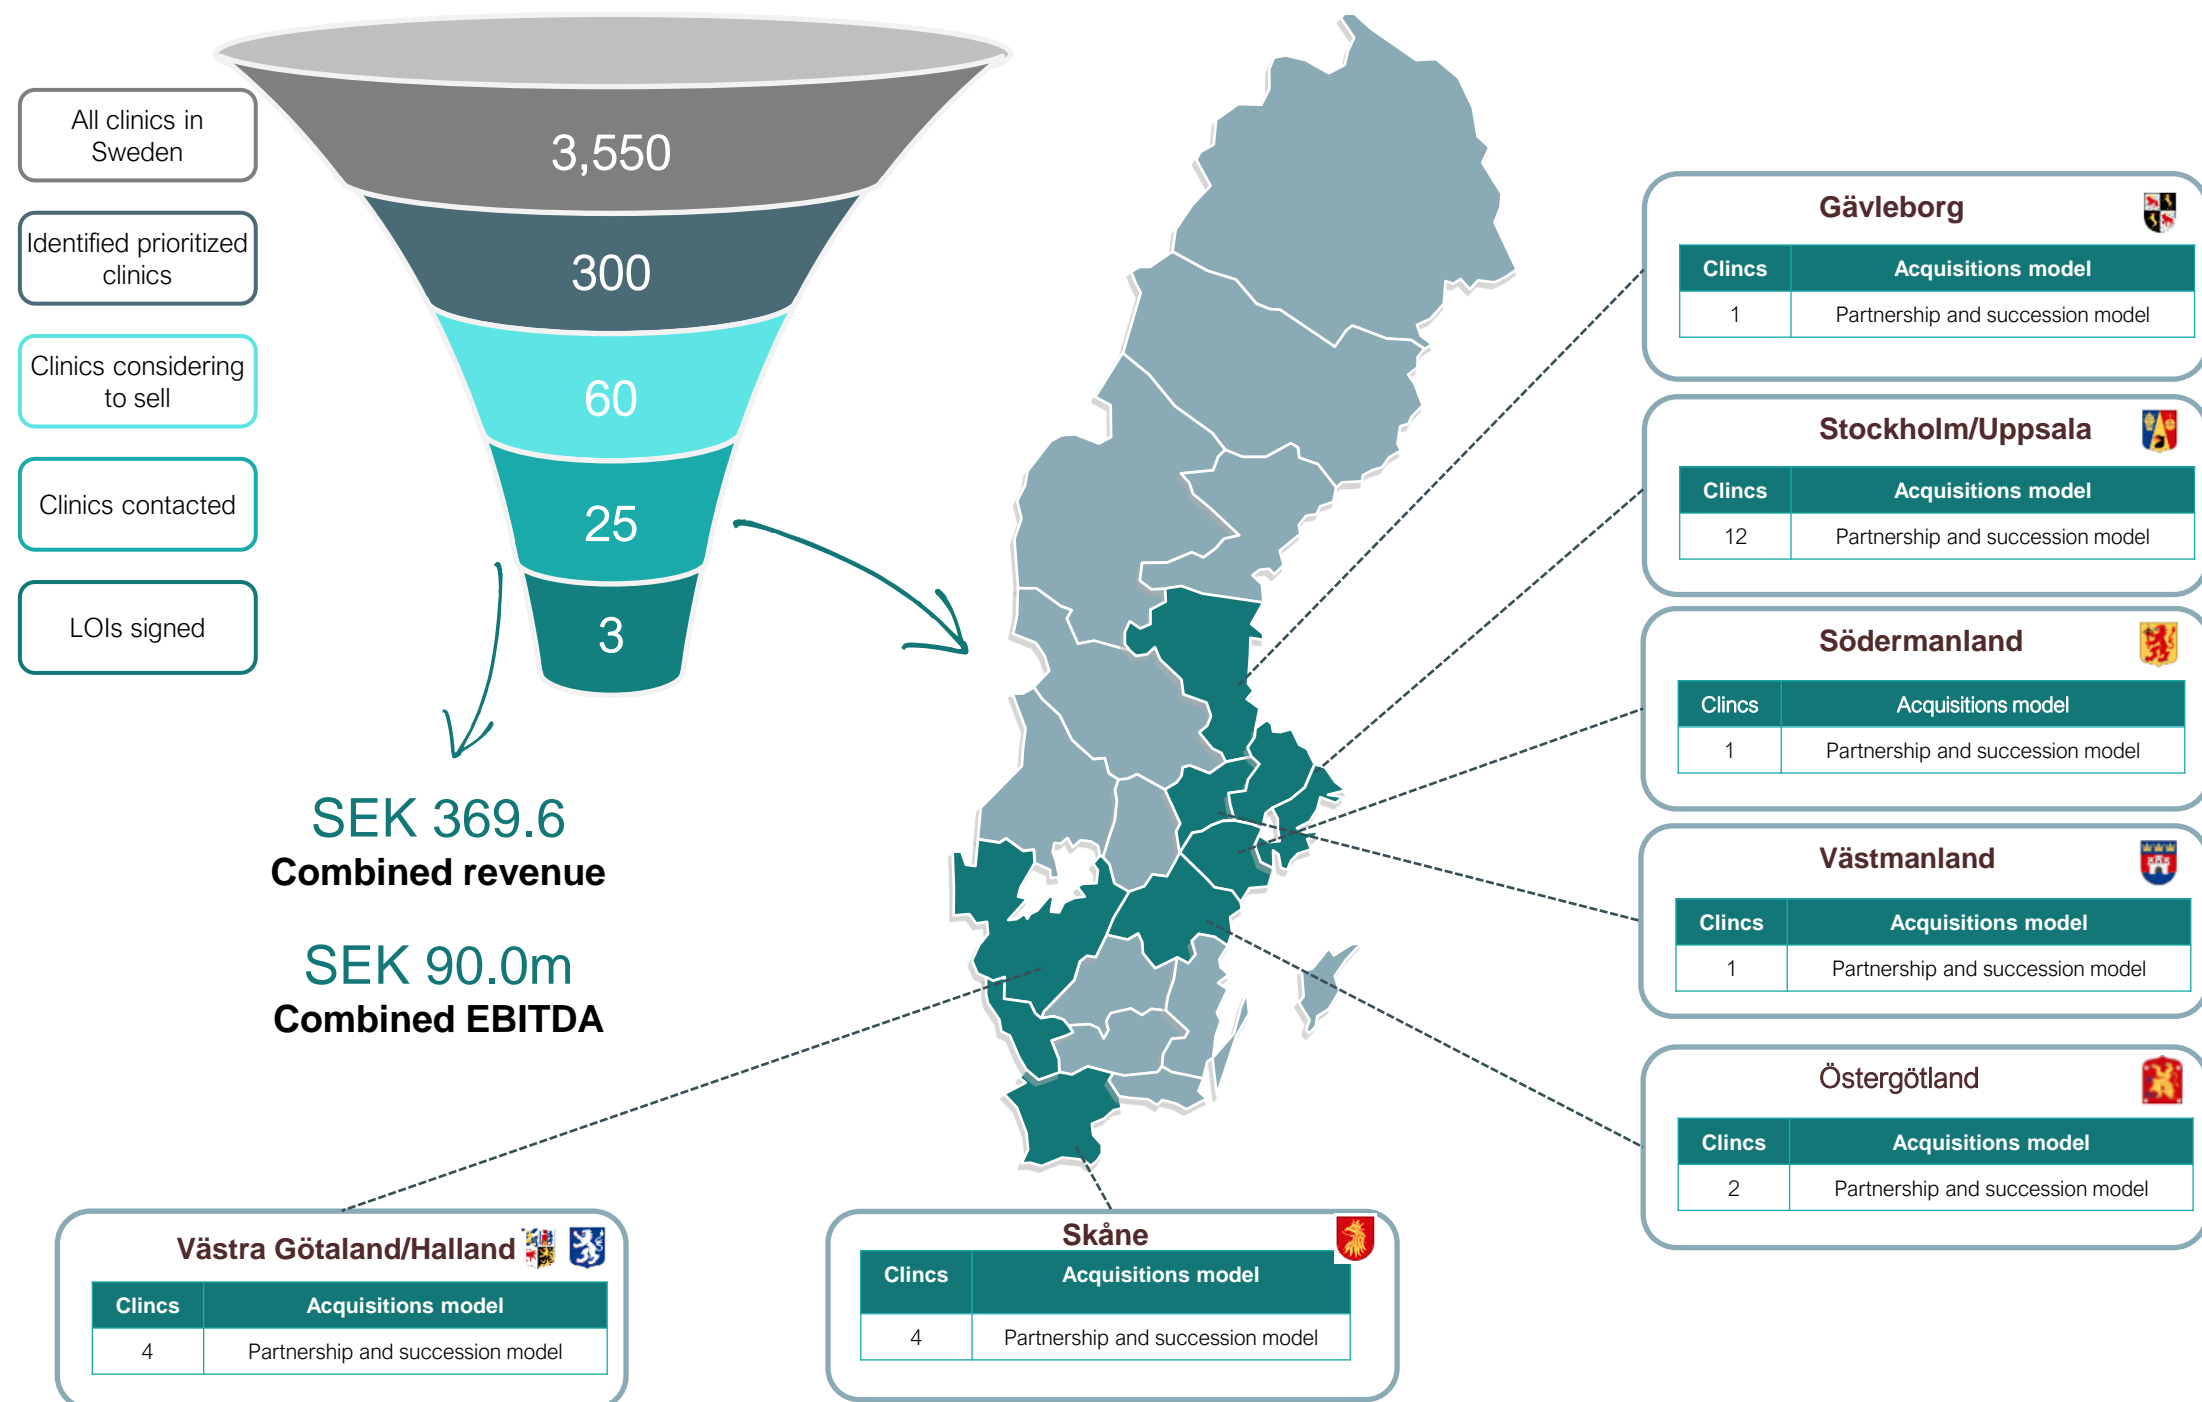 All clinics in
Sweden
Identified prioritized
clinics
Clinics considering
to sell
Clinics contacted
LOIs signed
3,550
300
60
25
3
SEK 369.6
Combined revenue
SEK 90.0m
Combined EBITDA
Gävleborg
Clincs Acquisitions model
1 Partnership and succession model
Stockholm/Uppsala
Clincs Acquisitions model
12 Partnership and succession model
Södermanland
Clincs Acquisitions model
1 Partnership and succession model
Västmanland
Clincs Acquisitions model
1 Partnership and succession model
Östergötland
Clincs Acquisitions model
2 Partnership and succession model
Västra Götaland/Halland
Clincs Acquisitions model
4 Partnership and succession model
Skåne
Clincs Acquisitions model
4 Partnership and succession model